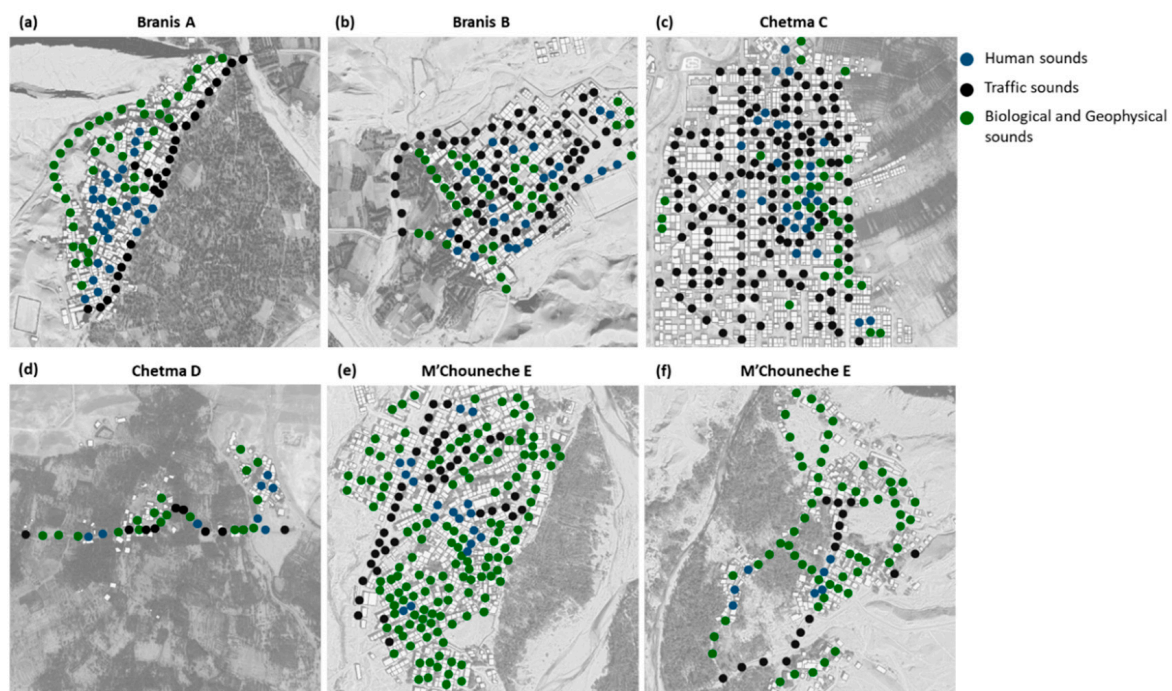 (a) Branis A
(b) Branis B
(c) Chetma C
Human sounds
Traffic sounds
Biological and Geophysical
sounds
(d) Chetma D
(e) M'Chouneche E
(f) M'Chouneche E